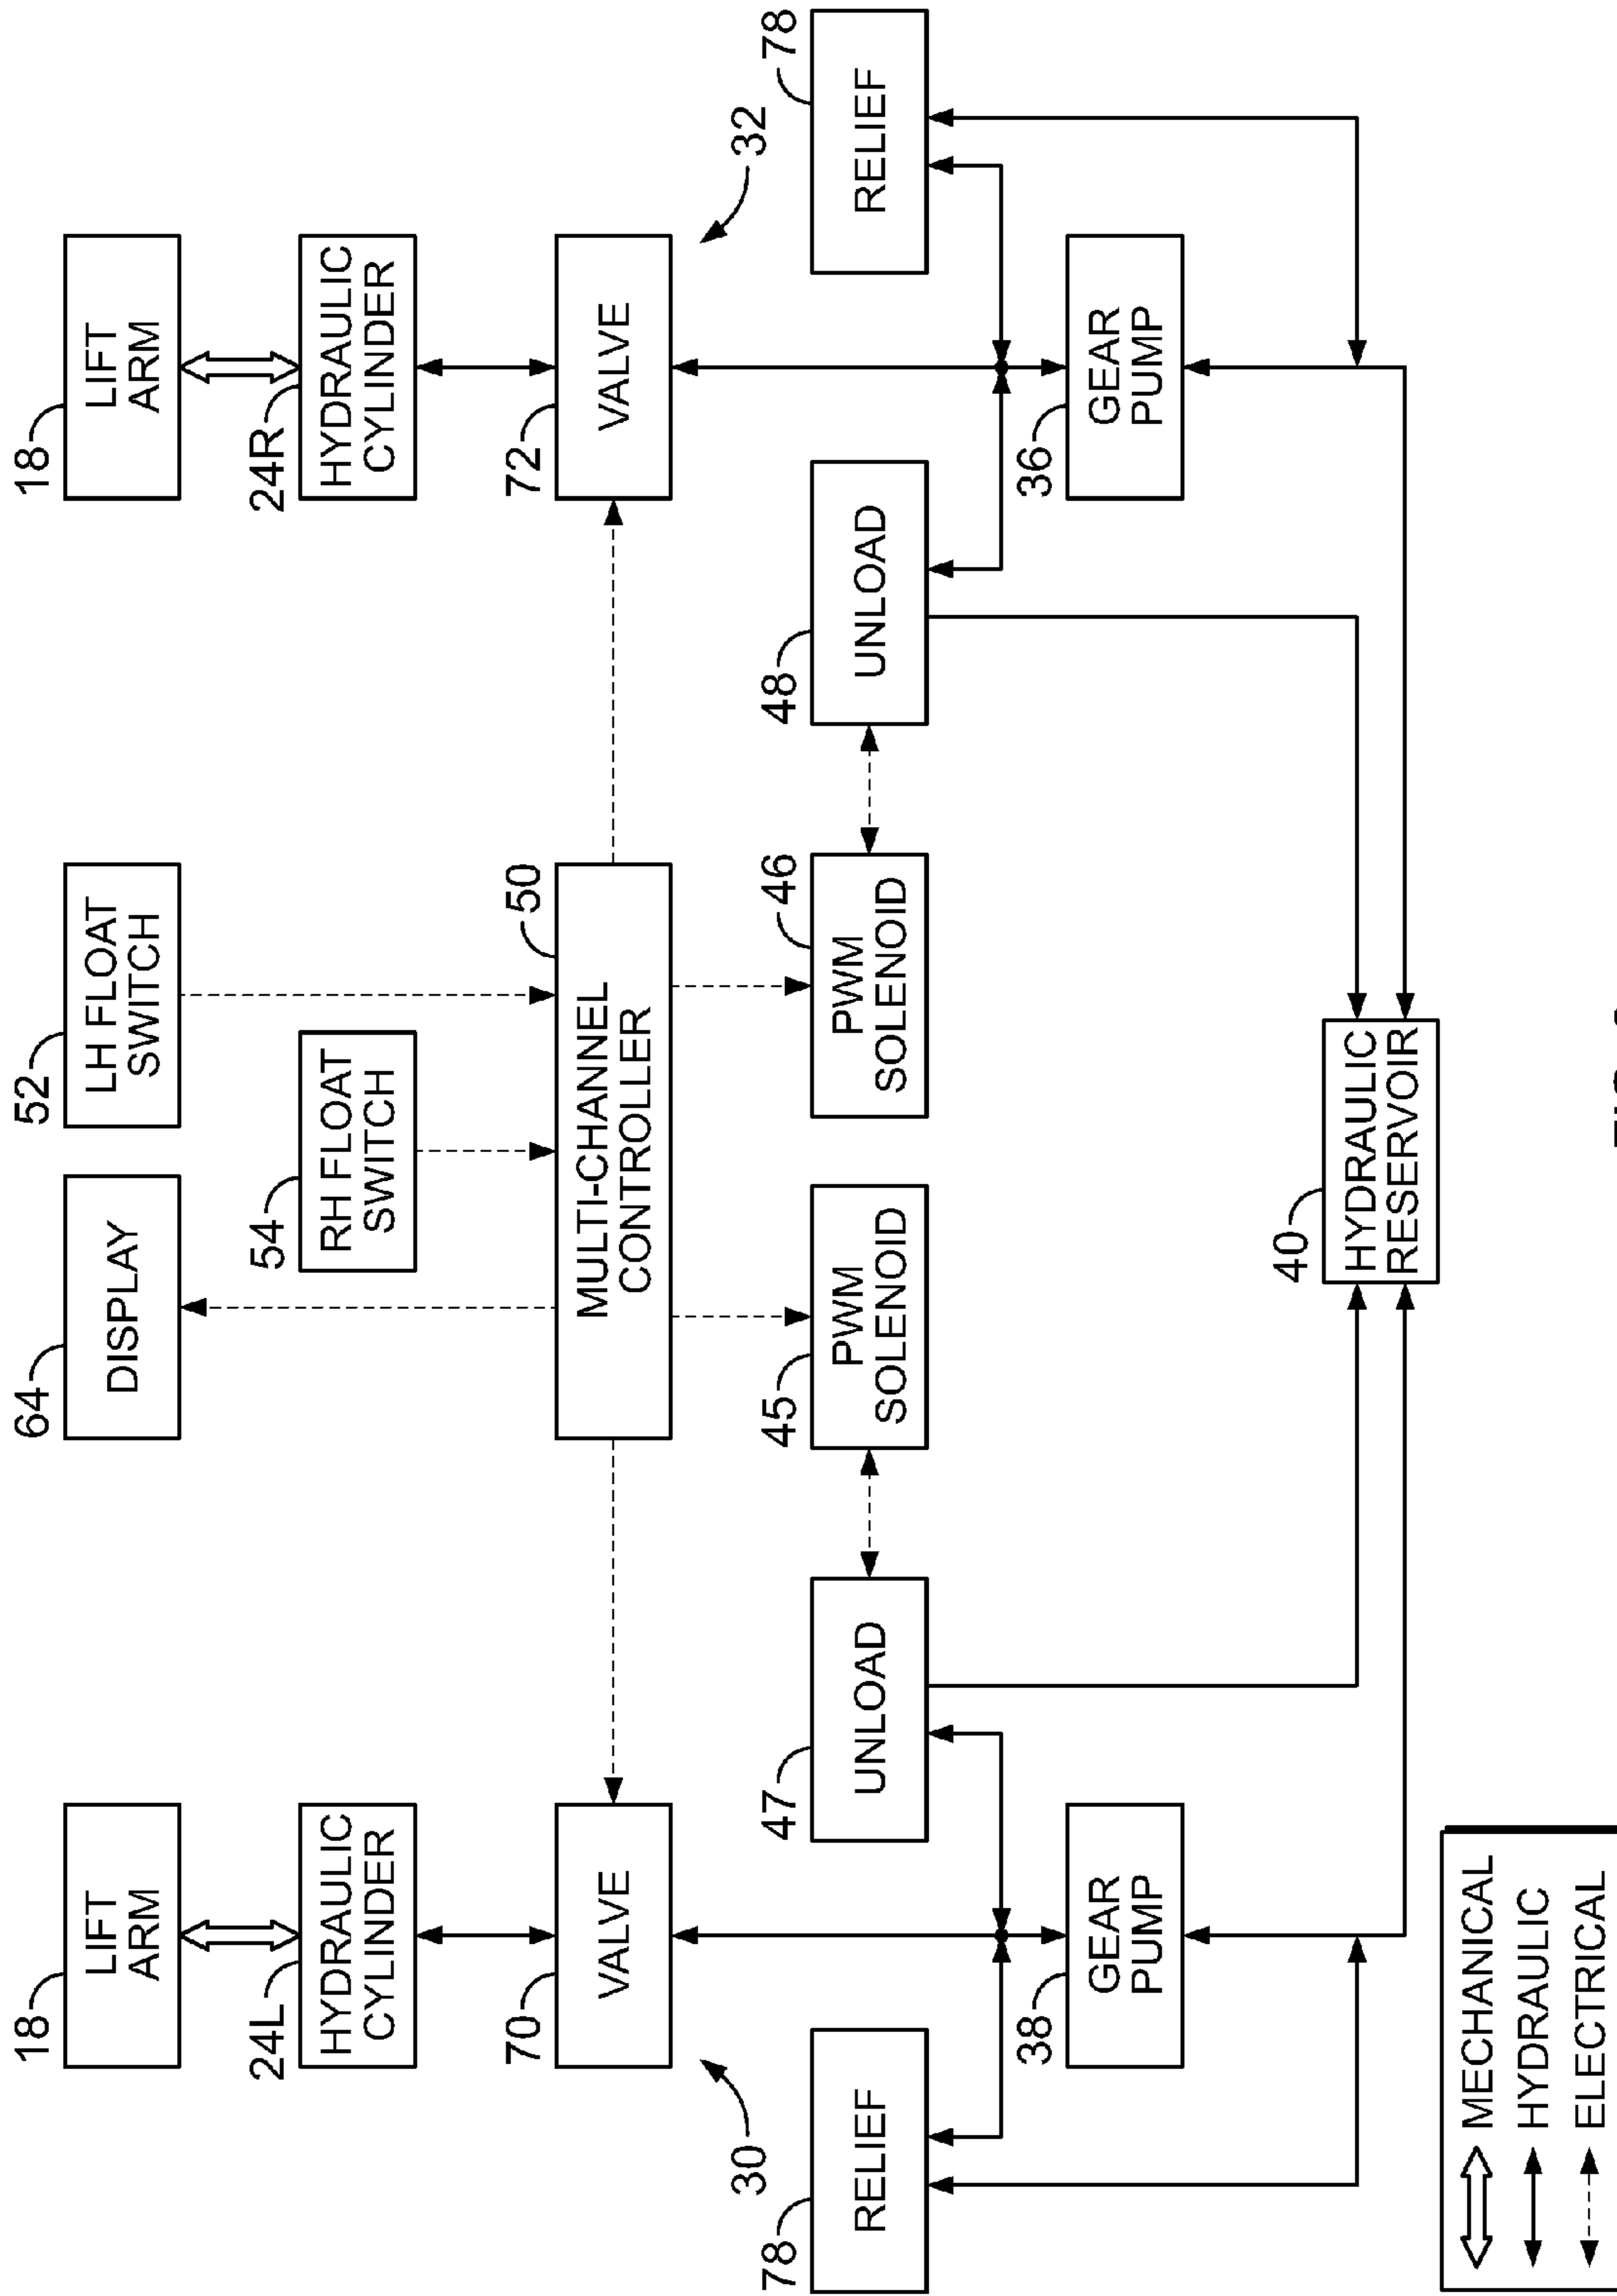 18
LIFT
ARM
64
DISPLAY
52
LH FLOAT
SWITCH
18
LIFT
ARM
24L
HYDRAULIC
CYLINDER
54
RH FLOAT
SWITCH
24R
HYDRAULIC
CYLINDER
70
VALVE
MULTI-CHANNEL
CONTROLLER
50
72
VALVE
30
32
78
RELIEF
47
UNLOAD
45
PWM
SOLENOID
46
PWM
SOLENOID
48
UNLOAD
78
RELIEF
38
GEAR
PUMP
36
GEAR
PUMP
40
HYDRAULIC
RESERVOIR
MECHANICAL
HYDRAULIC
ELECTRICAL